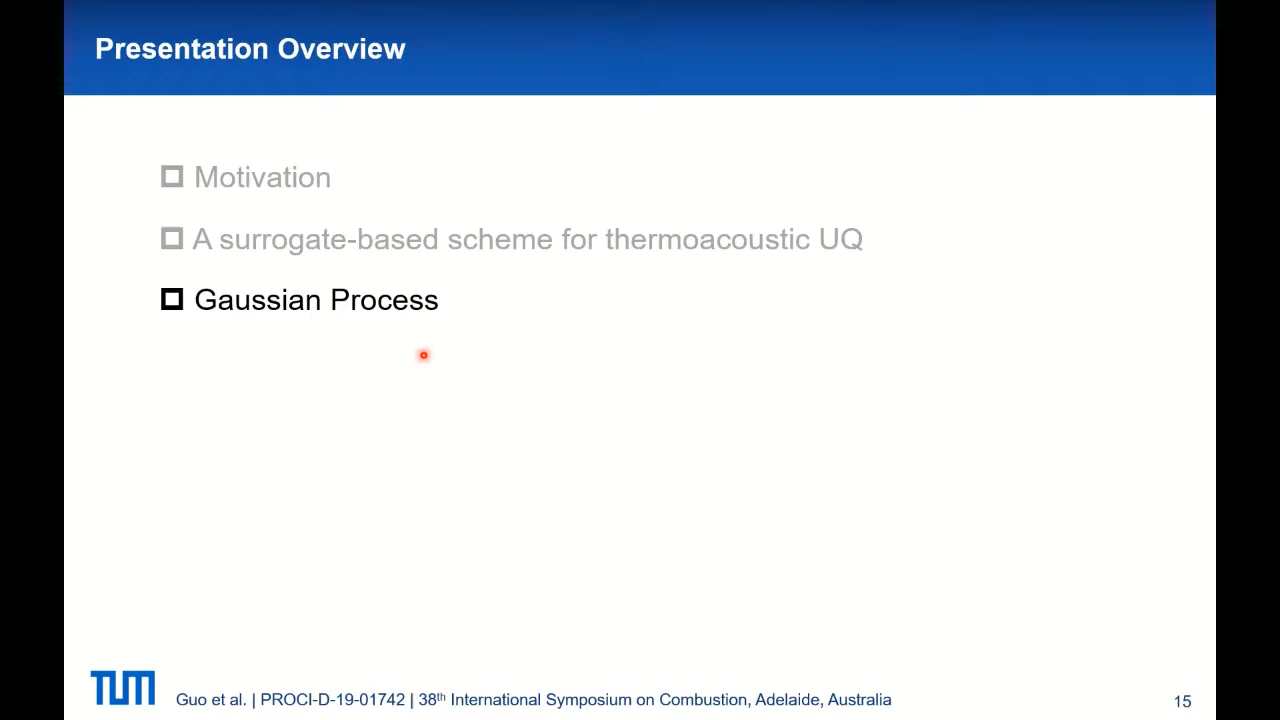 Presentation Overview
Motivation
A surrogate-based scheme for thermoacoustic UQ
Gaussian Process
TUM
Guo et al. | PROCI-D-19-01742 | 38th International Symposium on Combustion, Adelaide, Australia
15